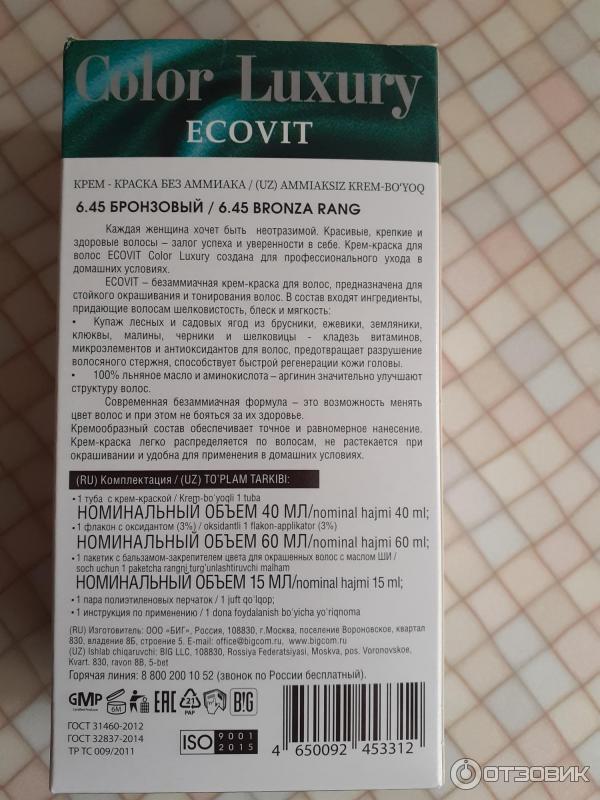 Color Luxury
ECOVIT
КРЕМ - КРАСКА БЕЗ АММИАКА / (UZ) AMMIAKSIZ KREM-BO'YOQ
6.45 БРОНЗОВЫЙ / 6.45 BRONZA RANG
Каждая женщина хочет быть неотразимой. Красивые, крепкие и
здоровые волосы – залог успеха и уверенности в себе. Крем-краска для
волос ECOVIT Color Luxury создана для профессионального ухода в
домашних условиях.
ECOVIT – безаммиачная крем-краска для волос, предназначена для
стойкого окрашивания и тонирования волос. В состав входят ингредиенты,
придающие волосам шелковистость, блеск и мягкость:
• Купаж лесных и садовых ягод из брусники, ежевики, земляники,
клюквы, малины, черники и шелковицы - кладезь витаминов,
микроэлементов и антиоксидантов для волос, предотвращает разрушение
волосяного стержня, способствует быстрой регенерации кожи головы.
• 100% льняное масло и аминокислота – аргинин значительно улучшают
структуру волос.
Современная безаммиачная формула – это возможность менять
цвет волос и при этом не бояться за их здоровье.
Кремообразный состав обеспечивает точное и равномерное нанесение.
Крем-краска легко распределяется по волосам, не растекается при
окрашивании и удобна для применения в домашних условиях.
(RU) Комплектация / (UZ) TO'PLAM TARKIBI:
• 1 туба с крем-краской / Krem-bo'yoqli 1 tuba
НОМИНАЛЬНЫЙ ОБЪЕМ 40 МЛ/nominal hajmi 40 ml;
• 1 флакон с оксидантом (3%) / oksidantli 1 flakon-applikator (3%)
НОМИНАЛЬНЫЙ ОБЪЕМ 60 МЛ/nominal hajmi 60 ml;
• 1 пакетик с бальзамом-закрепителем цвета для окрашенных волос с маслом ШИ /
soch uchun 1 paketcha rangni turg'unlashtiruvchi malham
НОМИНАЛЬНЫЙ ОБЪЕМ 15 МЛ/nominal hajmi 15 ml;
• 1 пара полиэтиленовых перчаток / 1 juft qo'lqop;
• 1 инструкция по применению / 1 dona foydalanish bo'yicha yo'riqnoma
(RU) Изготовитель: ООО «БИГ», Россия, 108830, г.Москва, поселение Вороновское, квартал
830, владение 8Б, строение 5. E-mail: office@bigcom.ru www.bigcom.ru
(UZ) Ishlab chiqaruvchi: BIG LLC, 108830, Rossiya Federatsiyasi, Moskva, pos. Voronovskoe,
Kvart. 830, ravon 8B, 5-bet
Горячая линия: 8 800 200 10 52 (звонок по России бесплатный).
GMP 6M EAC 21 PAP B!G
ГОСТ 31460-2012
ГОСТ 32837-2014
ТР ТС 009/2011
ISO 9001 2015
4 650092 453312
ОТЗОВИК